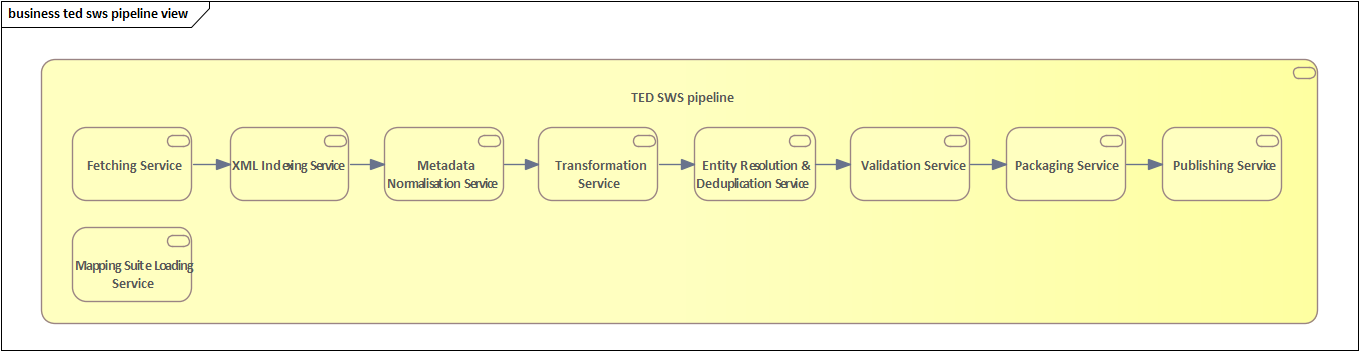 business ted sws pipeline view
TED SWS pipeline
Fetching Service
XML Indexing Service
Metadata
Normalisation Service
Transformation
Service
Entity Resolution &
Deduplication Service
Validation Service
Packaging Service
Publishing Service
Mapping Suite Loading
Service